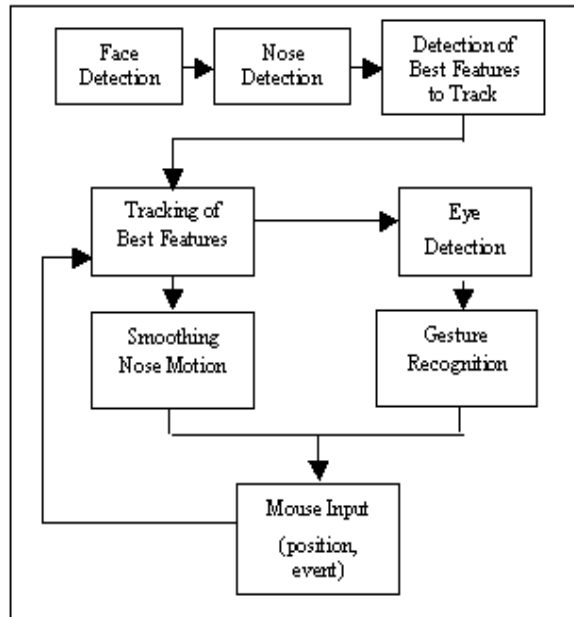 Face
Detection
Nose
Detection
Detection of
Best Features
to Track
Tracking of
Best Features
Eye
Detection
Smoothing
Nose Motion
Gesture
Recognition
Mouse Input
(position,
event)